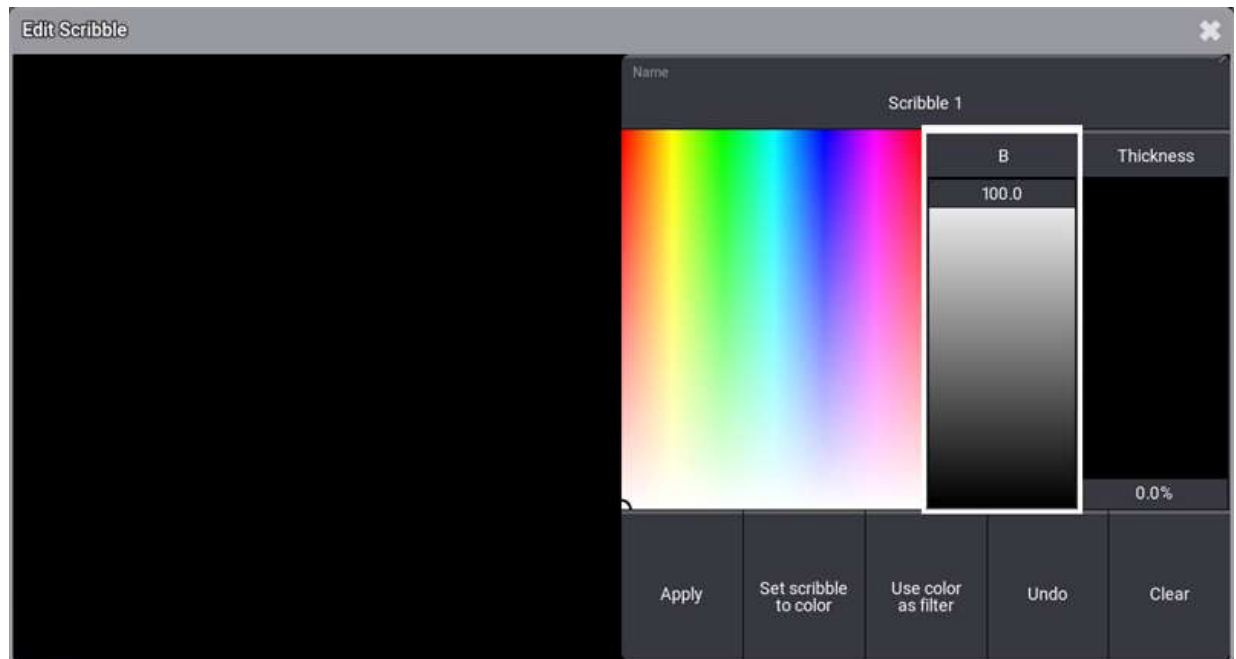 Edit Scribble
Name
Scribble 1
B
Thickness
100.0
0.0%
Apply
Set scribble
to color
Use color
as filter
Undo
Clear